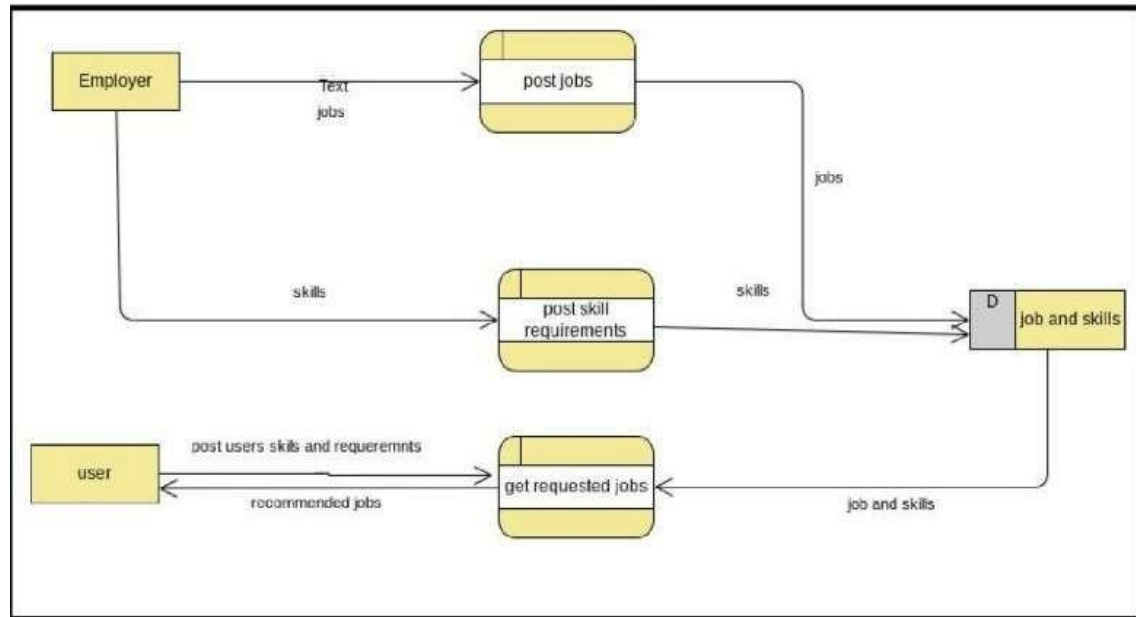 Employer
Text
jobs
post jobs
jobs
skills
post skill
requirements
skills
D
job and skills
post users skils and requeremnts
user
get requested jobs
recommended jobs
job and skills